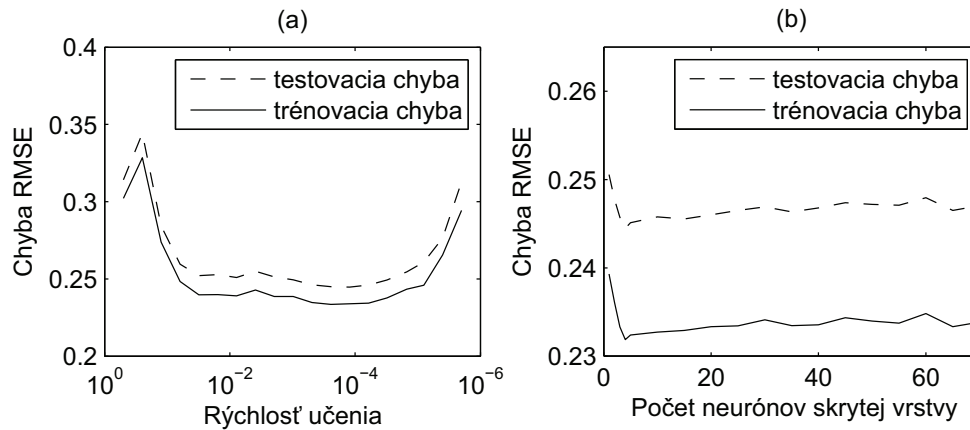 (a)
0.4
0.35
0.3
0.25
0.2
Chyba RMSE
testovacia chyba
trénovacia chyba
10⁰
10⁻²
10⁻⁴
10⁻⁶
Rýchlosť učenia
(b)
0.26
0.25
0.24
0.23
Chyba RMSE
testovacia chyba
trénovacia chyba
0
20
40
60
Počet neurónov skrytej vrstvy